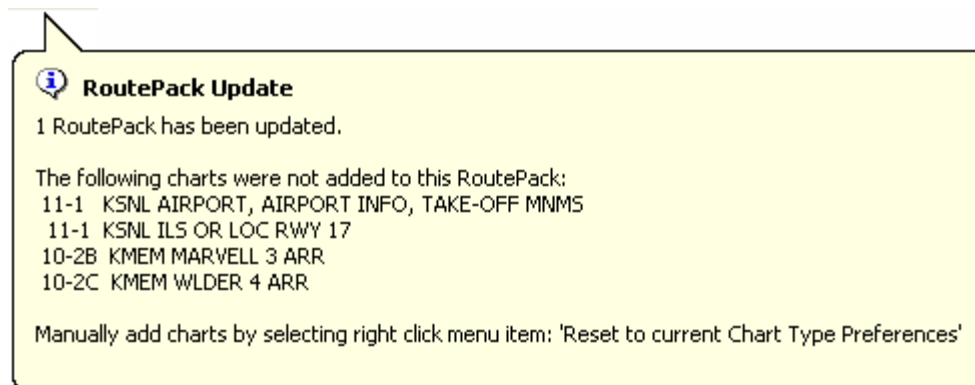 RoutePack Update
1 RoutePack has been updated.
The following charts were not added to this RoutePack:
11-1 KSNL AIRPORT, AIRPORT INFO, TAKE-OFF MNMS
11-1 KSNL ILS OR LOC RWY 17
10-2B KMEM MARVELL 3 ARR
10-2C KMEM WLDER 4 ARR
Manually add charts by selecting right click menu item: 'Reset to current Chart Type Preferences'